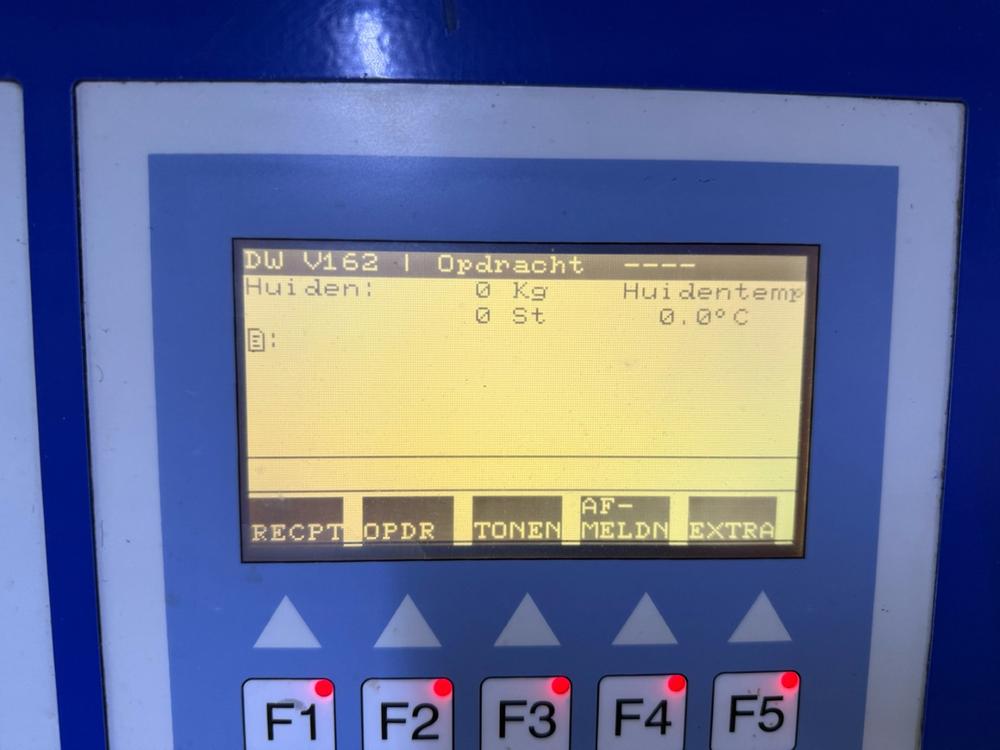 DW V162 | Opdracht ----
Huiden: 0 Kg Huidentemp
0 St 0.0°C
:
RECPT OPDR TONEN AF-MELDN EXTRA
F1 F2 F3 F4 F5